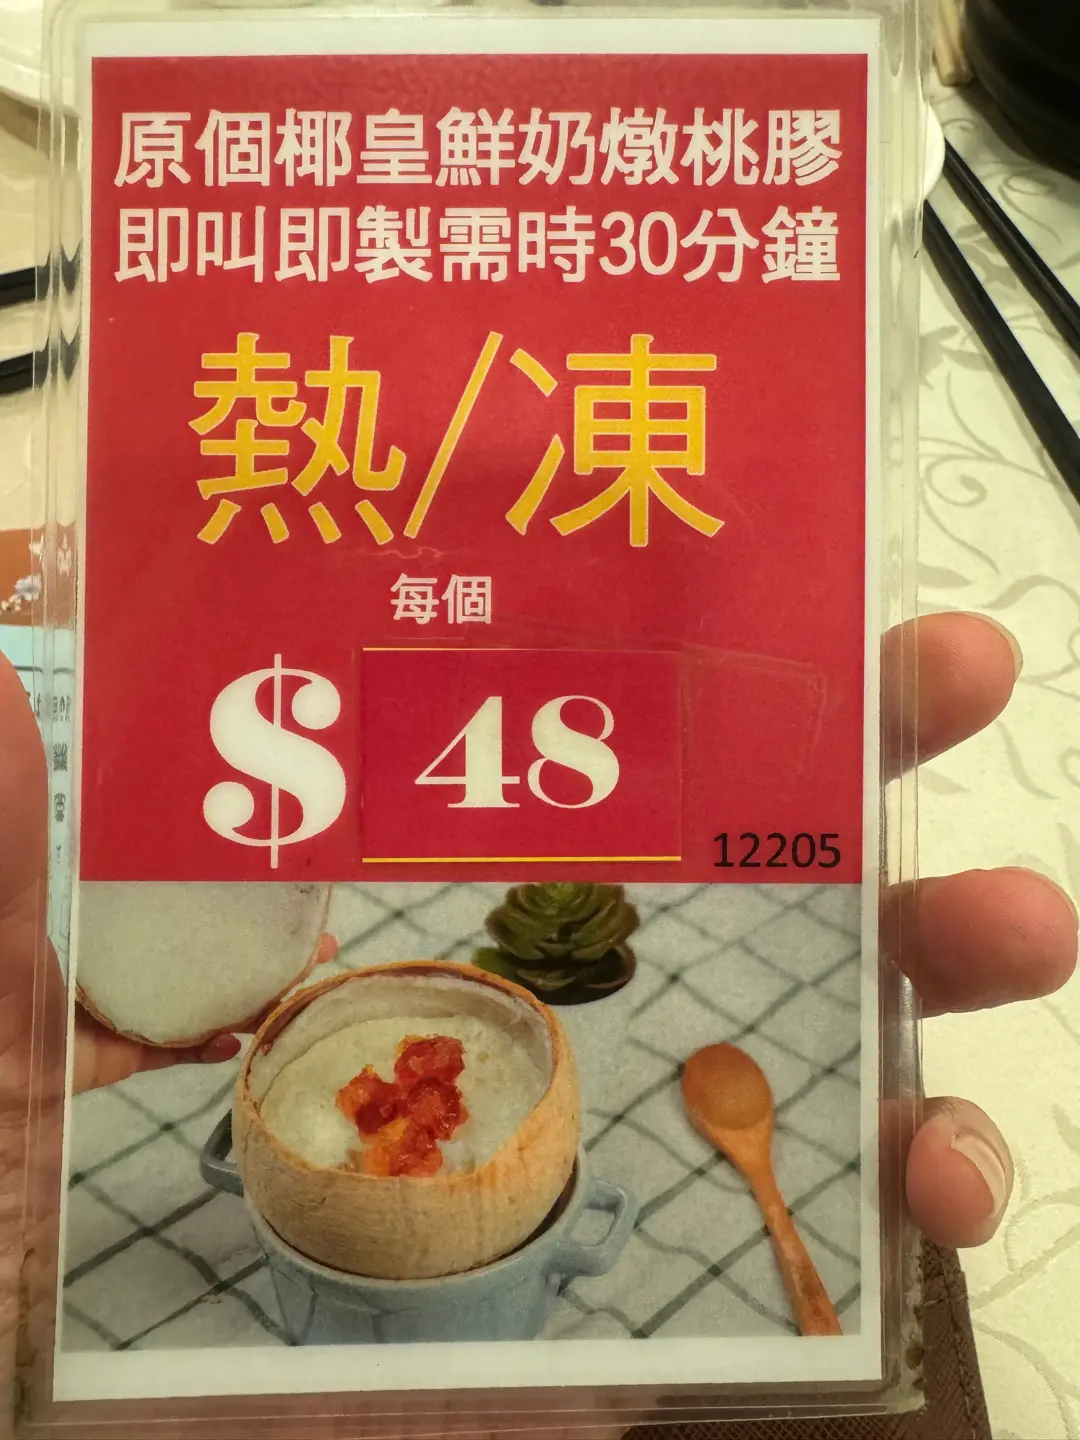 原個椰皇鮮奶燉桃膠
即叫即製需時30分鐘
熱/凍
每個
$ 48
12205